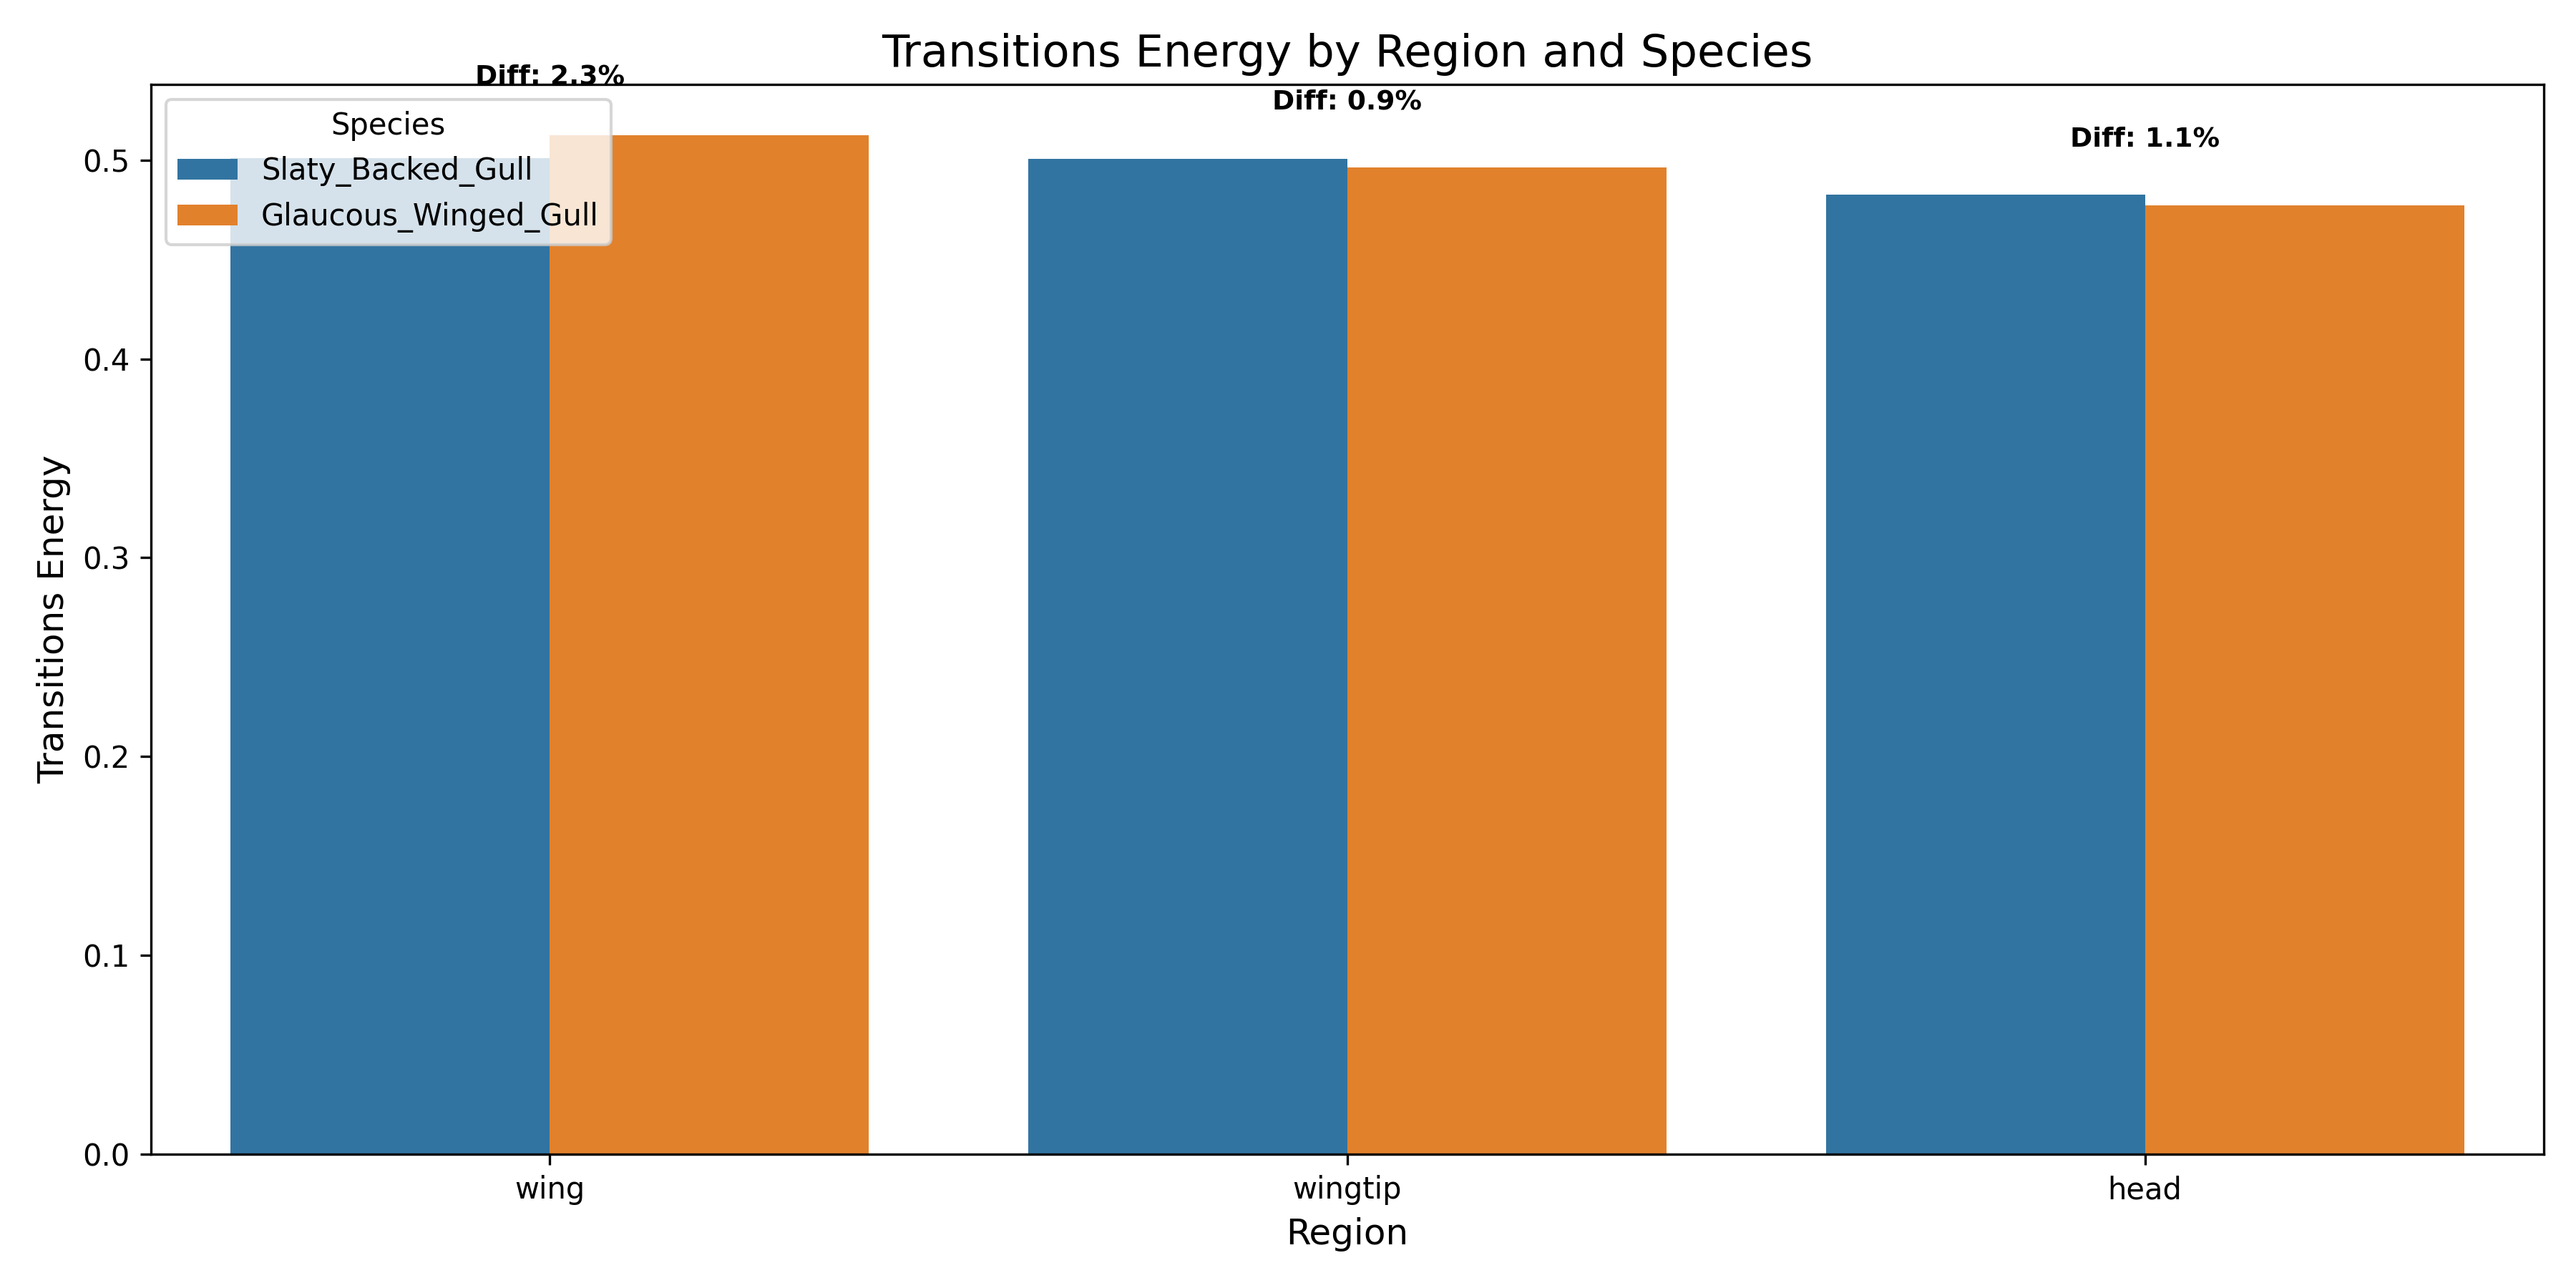 Transitions Energy by Region and Species
Diff: 2.3%
Diff: 0.9%
Diff: 1.1%
Species
Slaty_Backed_Gull
Glaucous_Winged_Gull
Transitions Energy
0.5
0.4
0.3
0.2
0.1
0.0
wing
wingtip
head
Region